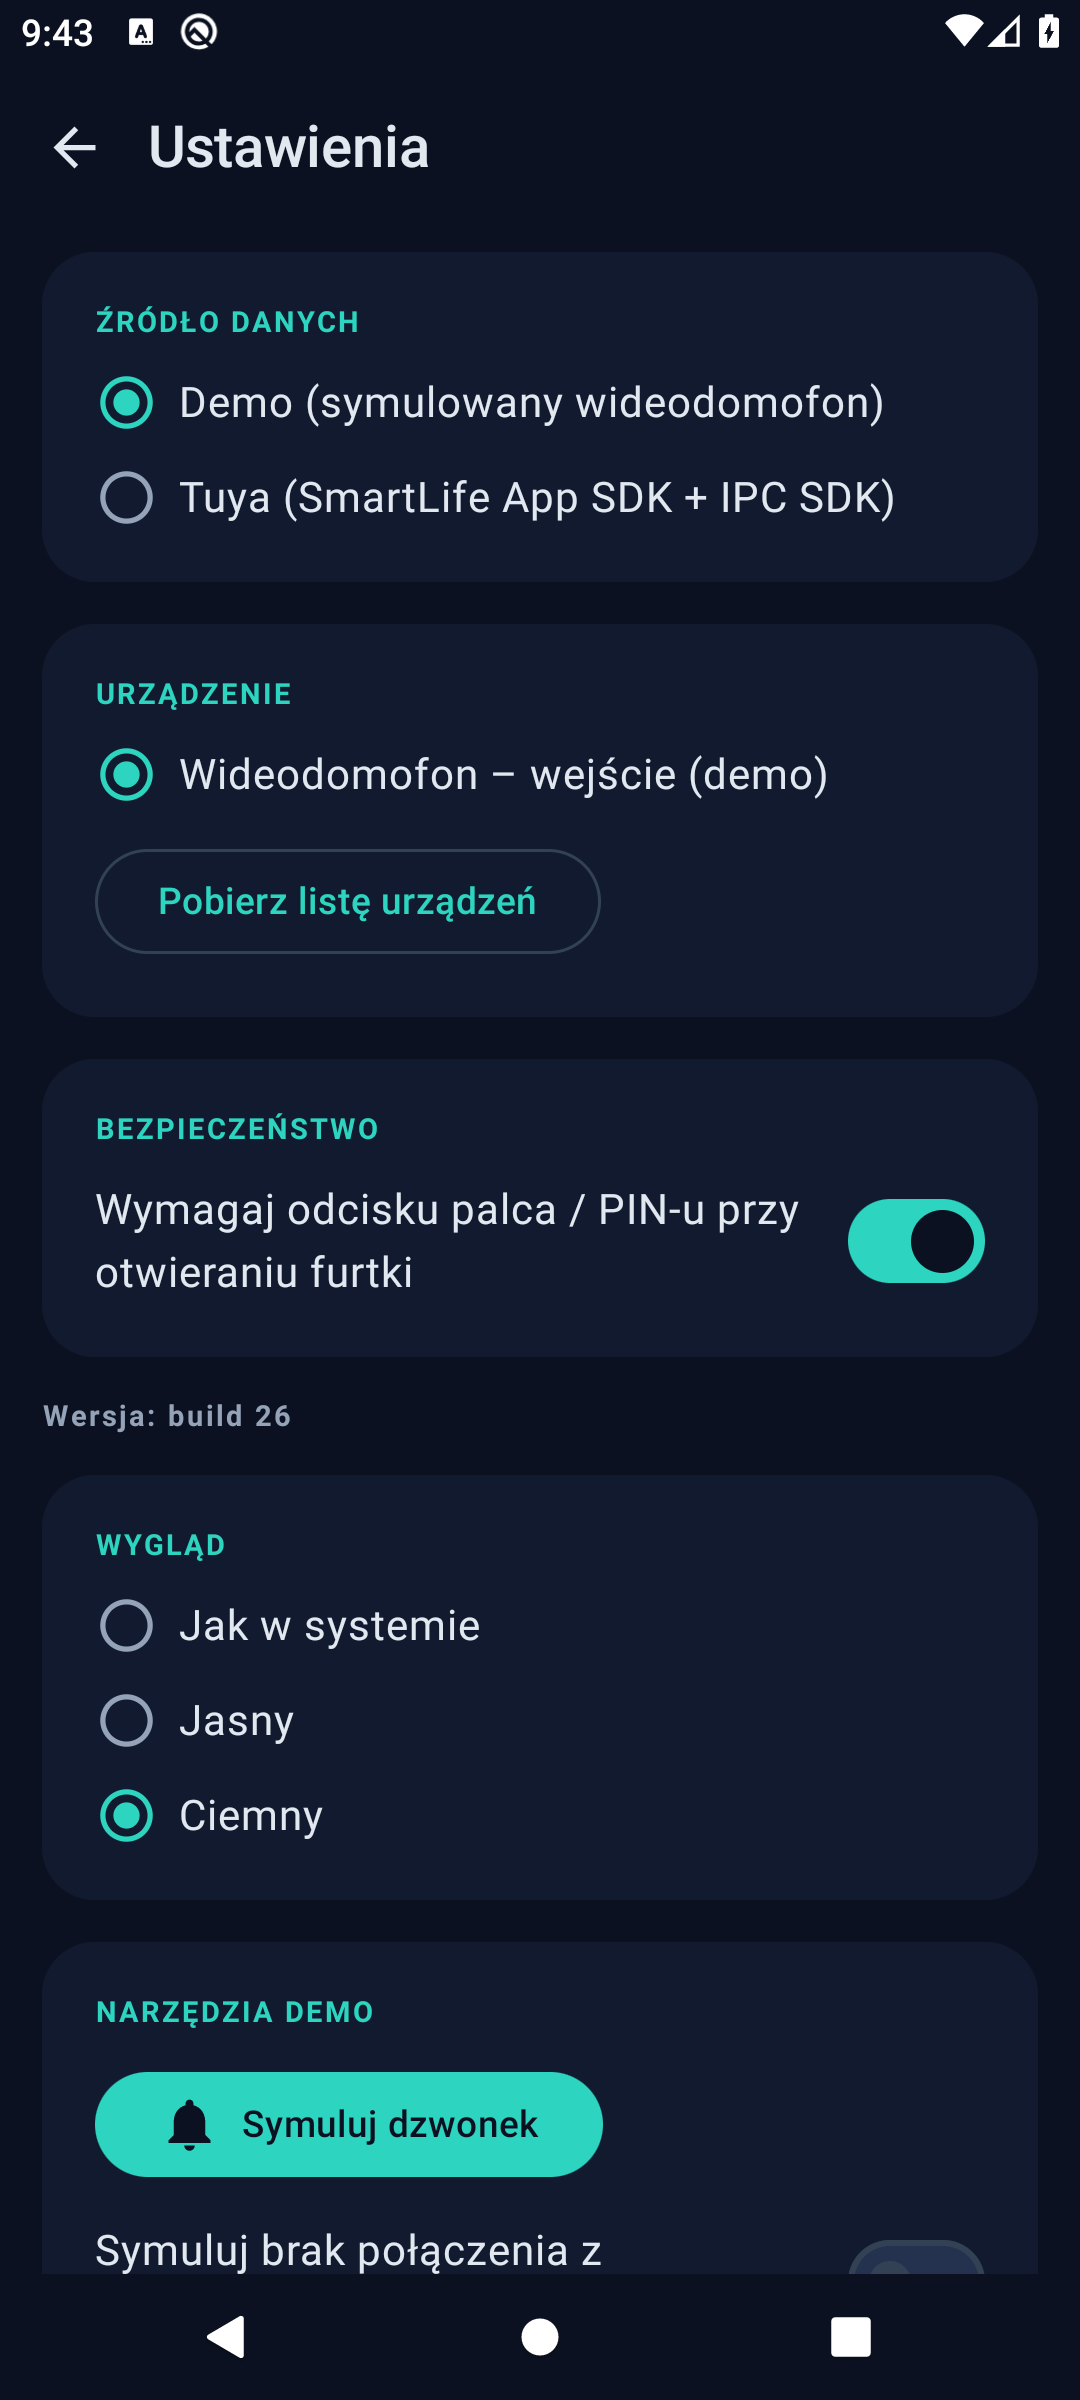 9:43
Ustawienia
ŹRÓDŁO DANYCH
Demo (symulowany wideodomofon)
Tuya (SmartLife App SDK + IPC SDK)
URZĄDZENIE
Wideodomofon – wejście (demo)
Pobierz listę urządzeń
BEZPIECZEŃSTWO
Wymagaj odcisku palca / PIN-u przy
otwieraniu furtki
Wersja: build 26
WYGLĄD
Jak w systemie
Jasny
Ciemny
NARZĘDZIA DEMO
Symuluj dzwonek
Symuluj brak połączenia z